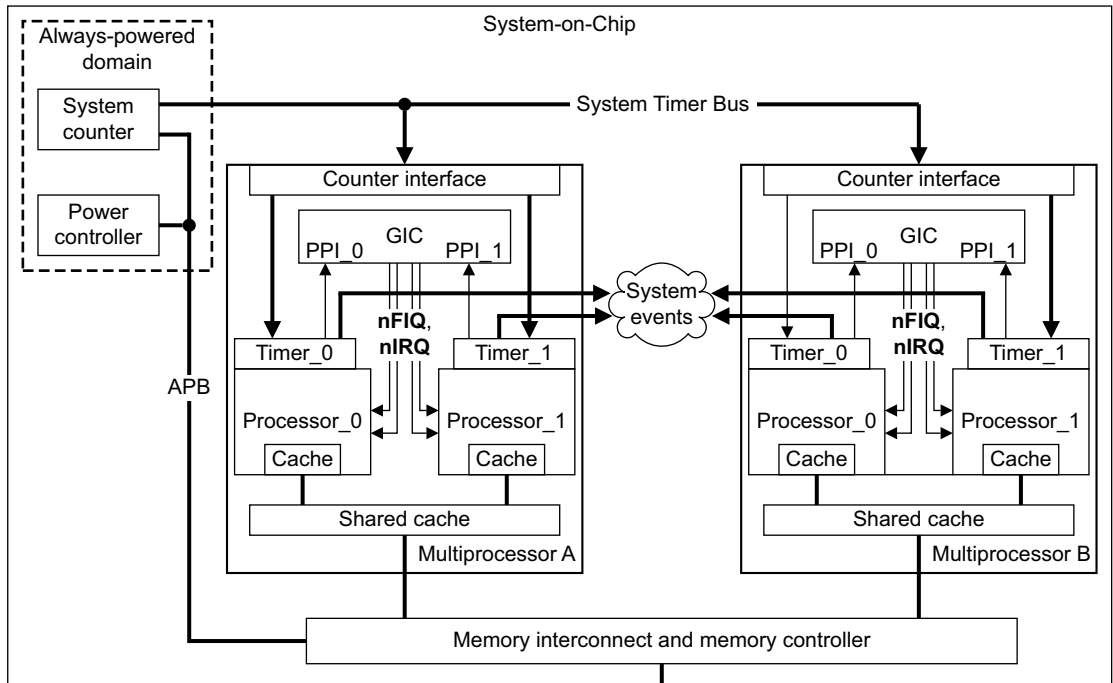 System-on-Chip
Always-powered
domain
System
counter
Power
controller
System Timer Bus
APB
Counter interface
GIC
PPI_0
PPI_1
nFIQ,
nIRQ
Timer_0
Timer_1
Processor_0
Processor_1
Cache
Cache
Shared cache
Multiprocessor A
System
events
Counter interface
GIC
PPI_0
PPI_1
nFIQ,
nIRQ
Timer_0
Timer_1
Processor_0
Processor_1
Cache
Cache
Shared cache
Multiprocessor B
Memory interconnect and memory controller